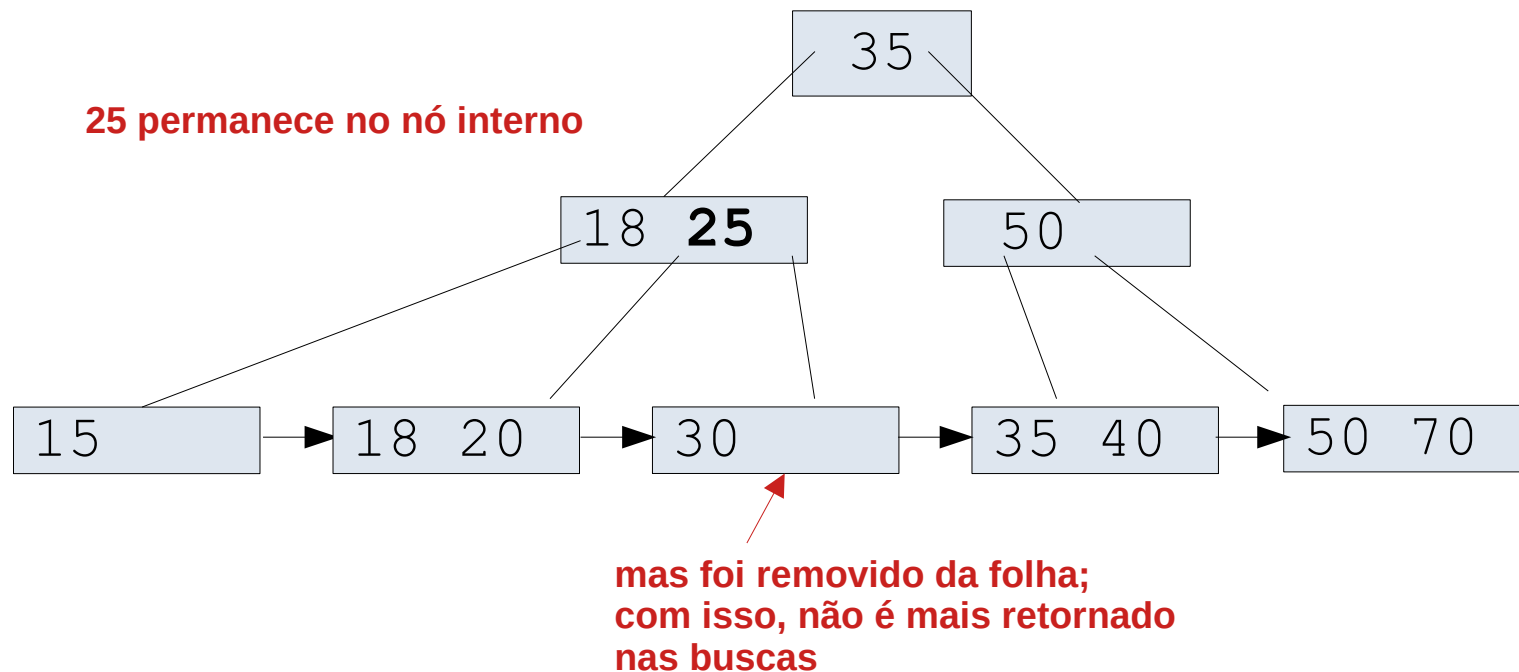 35
25 permanece no nó interno
18 25
50
15
18 20
30
35 40
50 70
mas foi removido da folha;
com isso, não é mais retornado
nas buscas